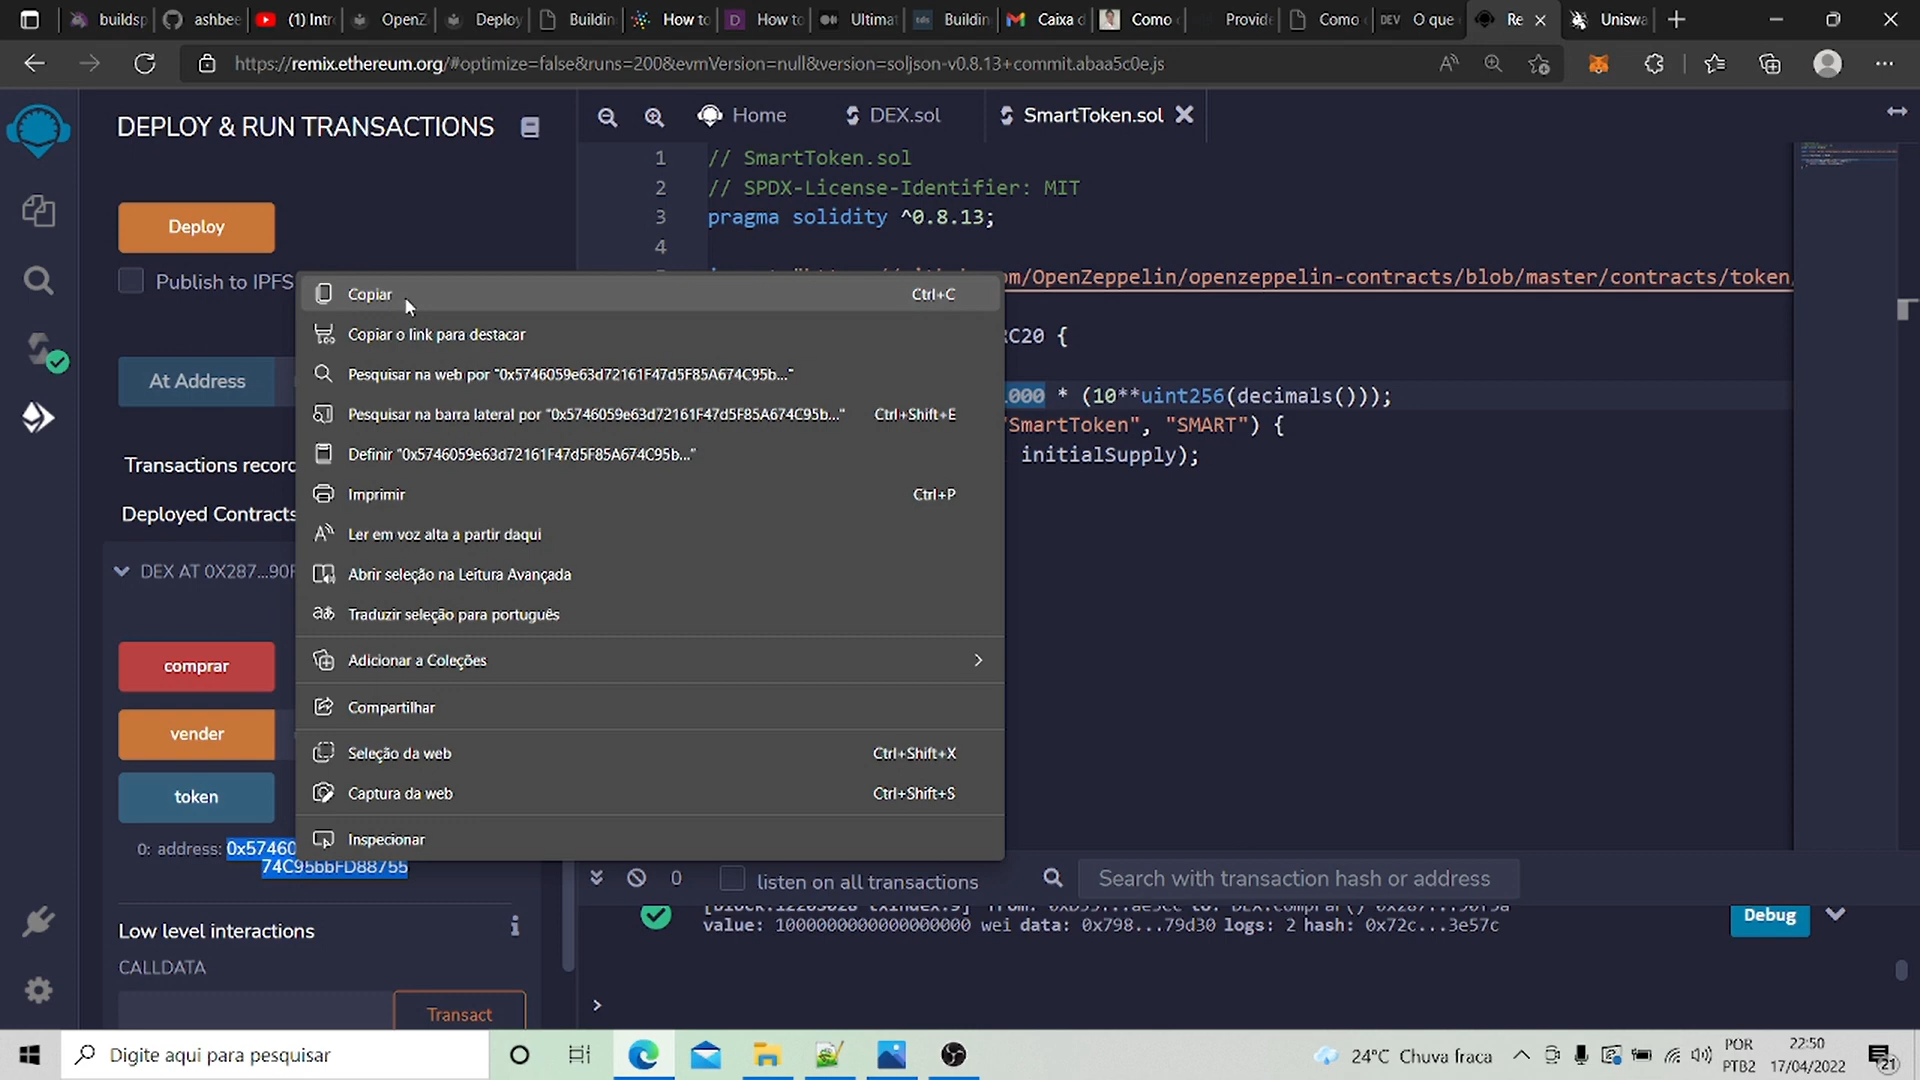 buildsp
ashbee
(1) Intr
OpenZ
Deploy
Buildin
How to
How to
Ultimat
Buildin
Caixa d
Como
Provide
Como
DEV O que
Re
Uniswa
https://remix.ethereum.org/#optimize=false&runs=200&evmVersion=null&version=soljson-v0.8.13+commit.abaa5c0e.js
DEPLOY & RUN TRANSACTIONS
Home
DEX.sol
SmartToken.sol
1 // SmartToken.sol
2 // SPDX-License-Identifier: MIT
3 pragma solidity ^0.8.13;
4
om/OpenZeppelin/openzeppelin-contracts/blob/master/contracts/token/
RC20 {
000 * (10**uint256(decimals()));
"SmartToken", "SMART") {
initialSupply);
Deploy
Publish to IPFS
At Address
Transactions record
Deployed Contracts
DEX AT 0X287...90F
comprar
vender
token
0: address: 0x57460
74C95bbFD88755
Low level interactions
CALLDATA
Transact
Copiar Ctrl+C
Copiar o link para destacar
Pesquisar na web por "0x5746059e63d72161F47d5F85A674C95b..."
Pesquisar na barra lateral por "0x5746059e63d72161F47d5F85A674C95b..." Ctrl+Shift+E
Definir "0x5746059e63d72161F47d5F85A674C95b..."
Imprimir Ctrl+P
Ler em voz alta a partir daqui
Abrir seleção na Leitura Avançada
Traduzir seleção para português
Adicionar a Coleções
Compartilhar
Seleção da web Ctrl+Shift+X
Captura da web Ctrl+Shift+S
Inspecionar
0 listen on all transactions
Search with transaction hash or address
value: 1000000000000000000 wei data: 0x798...79d30 logs: 2 hash: 0x72c...3e57c
Debug
>
Digite aqui para pesquisar
24°C Chuva fraca
POR
PTB2
22:50
17/04/2022
21